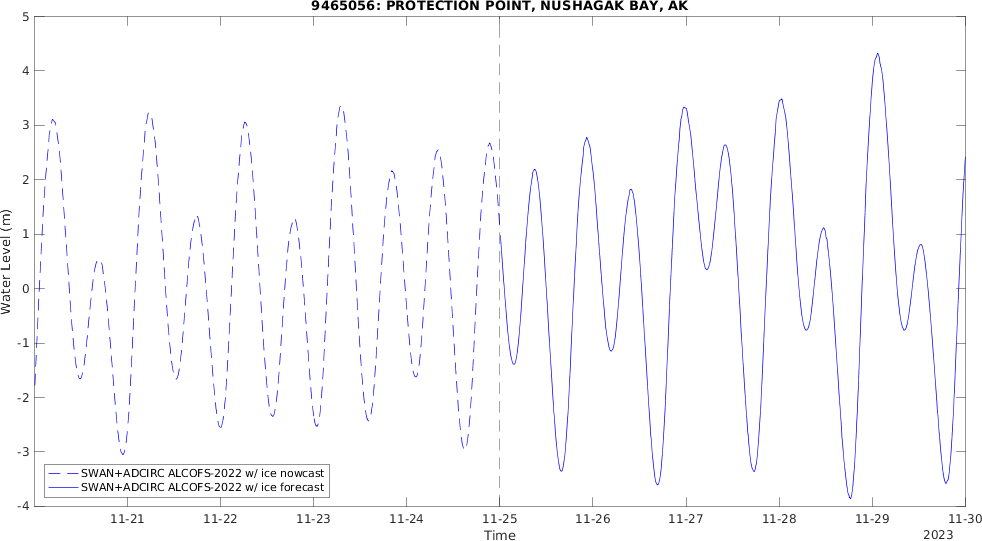 9465056: PROTECTION POINT, NUSHAGAK BAY, AK
5
4
3
2
1
0
-1
-2
-3
-4
Water Level (m)
SWAN+ADCIRC ALCOFS-2022 w/ ice nowcast
SWAN+ADCIRC ALCOFS-2022 w/ ice forecast
11-21 11-22 11-23 11-24 11-25 11-26 11-27 11-28 11-29 11-30
Time
2023